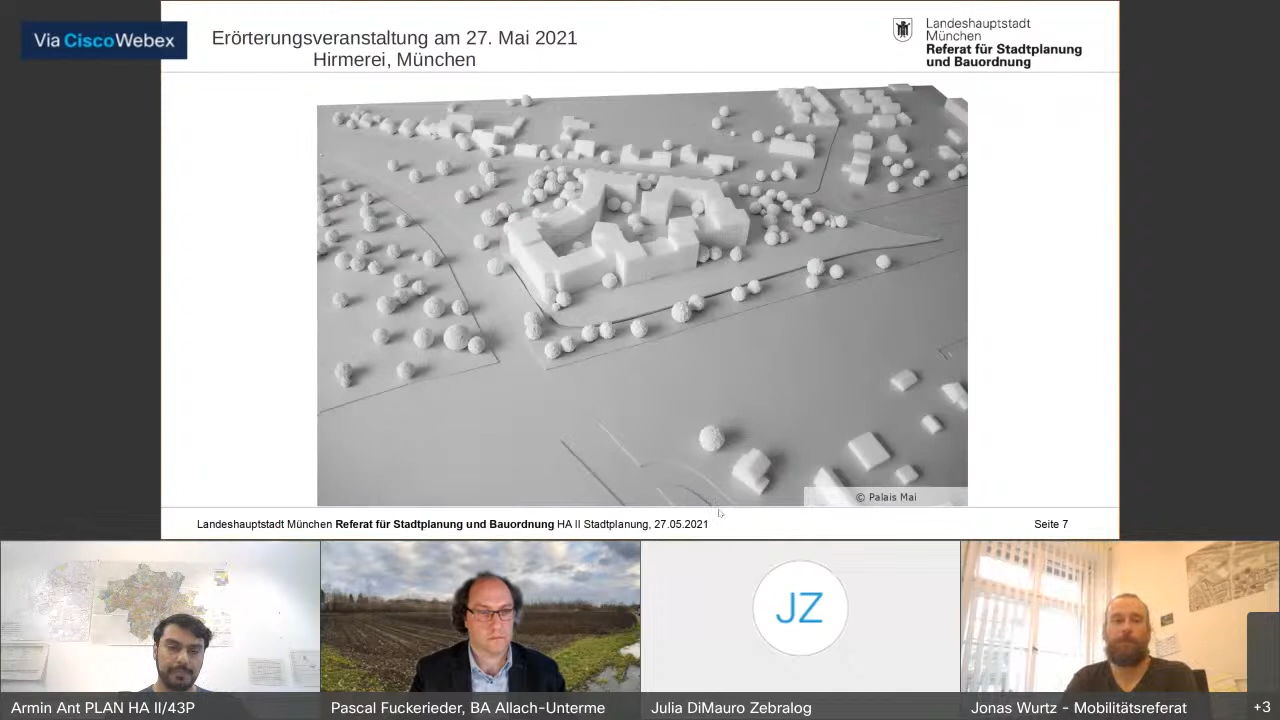 Via Cisco Webex
Erörterungsveranstaltung am 27. Mai 2021
Hirmerei, München
Landeshauptstadt
München
Referat für Stadtplanung
und Bauordnung
© Palais Mai
Landeshauptstadt München Referat für Stadtplanung und Bauordnung HA II Stadtplanung, 27.05.2021
Seite 7
JZ
Armin Ant PLAN HA II/43P
Pascal Fuckerieder, BA Allach-Unterme
Julia DiMauro Zebralog
Jonas Wurtz - Mobilitätsreferat
+3